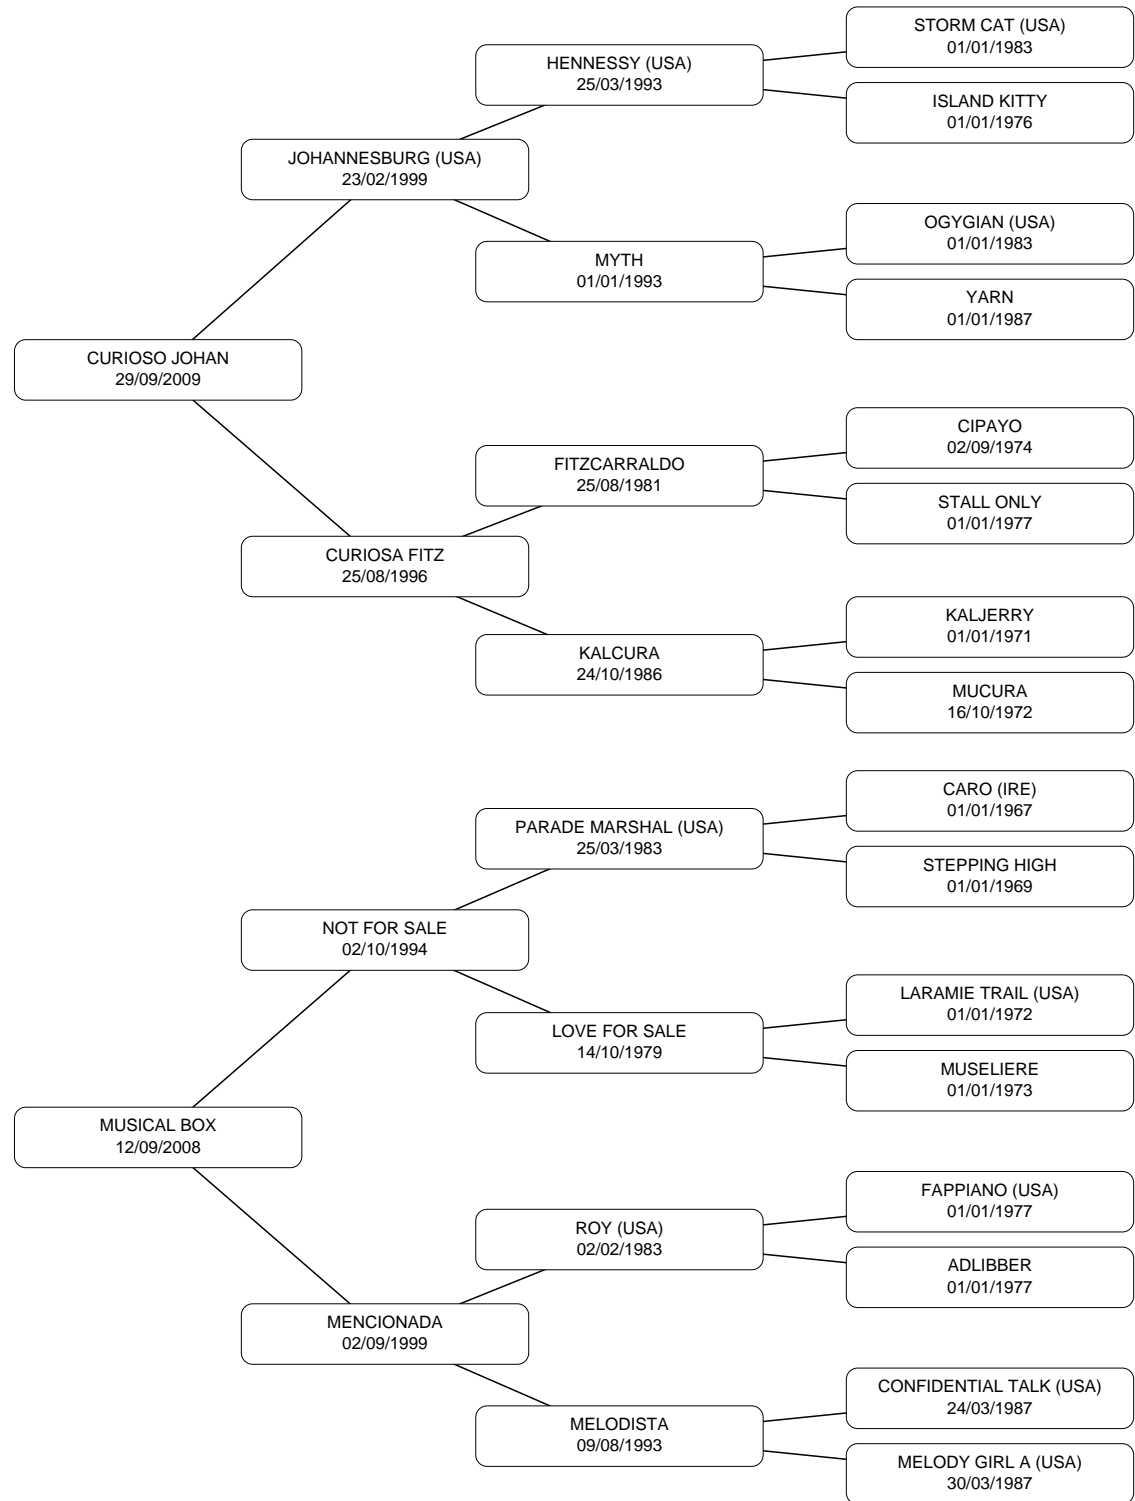 STORM CAT (USA)
01/01/1983
HENNESSY (USA)
25/03/1993
ISLAND KITTY
01/01/1976
JOHANNESBURG (USA)
23/02/1999
OGYGIAN (USA)
01/01/1983
MYTH
01/01/1993
YARN
01/01/1987
CURIOSO JOHAN
29/09/2009
CIPAYO
02/09/1974
FITZCARRALDO
25/08/1981
STALL ONLY
01/01/1977
CURIOSA FITZ
25/08/1996
KALJERRY
01/01/1971
KALCURA
24/10/1986
MUCURA
16/10/1972
CARO (IRE)
01/01/1967
PARADE MARSHAL (USA)
25/03/1983
STEPPING HIGH
01/01/1969
NOT FOR SALE
02/10/1994
LARAMIE TRAIL (USA)
01/01/1972
LOVE FOR SALE
14/10/1979
MUSELIERE
01/01/1973
MUSICAL BOX
12/09/2008
FAPPIANO (USA)
01/01/1977
ROY (USA)
02/02/1983
ADLIBBER
01/01/1977
MENCIONADA
02/09/1999
CONFIDENTIAL TALK (USA)
24/03/1987
MELODISTA
09/08/1993
MELODY GIRL A (USA)
30/03/1987